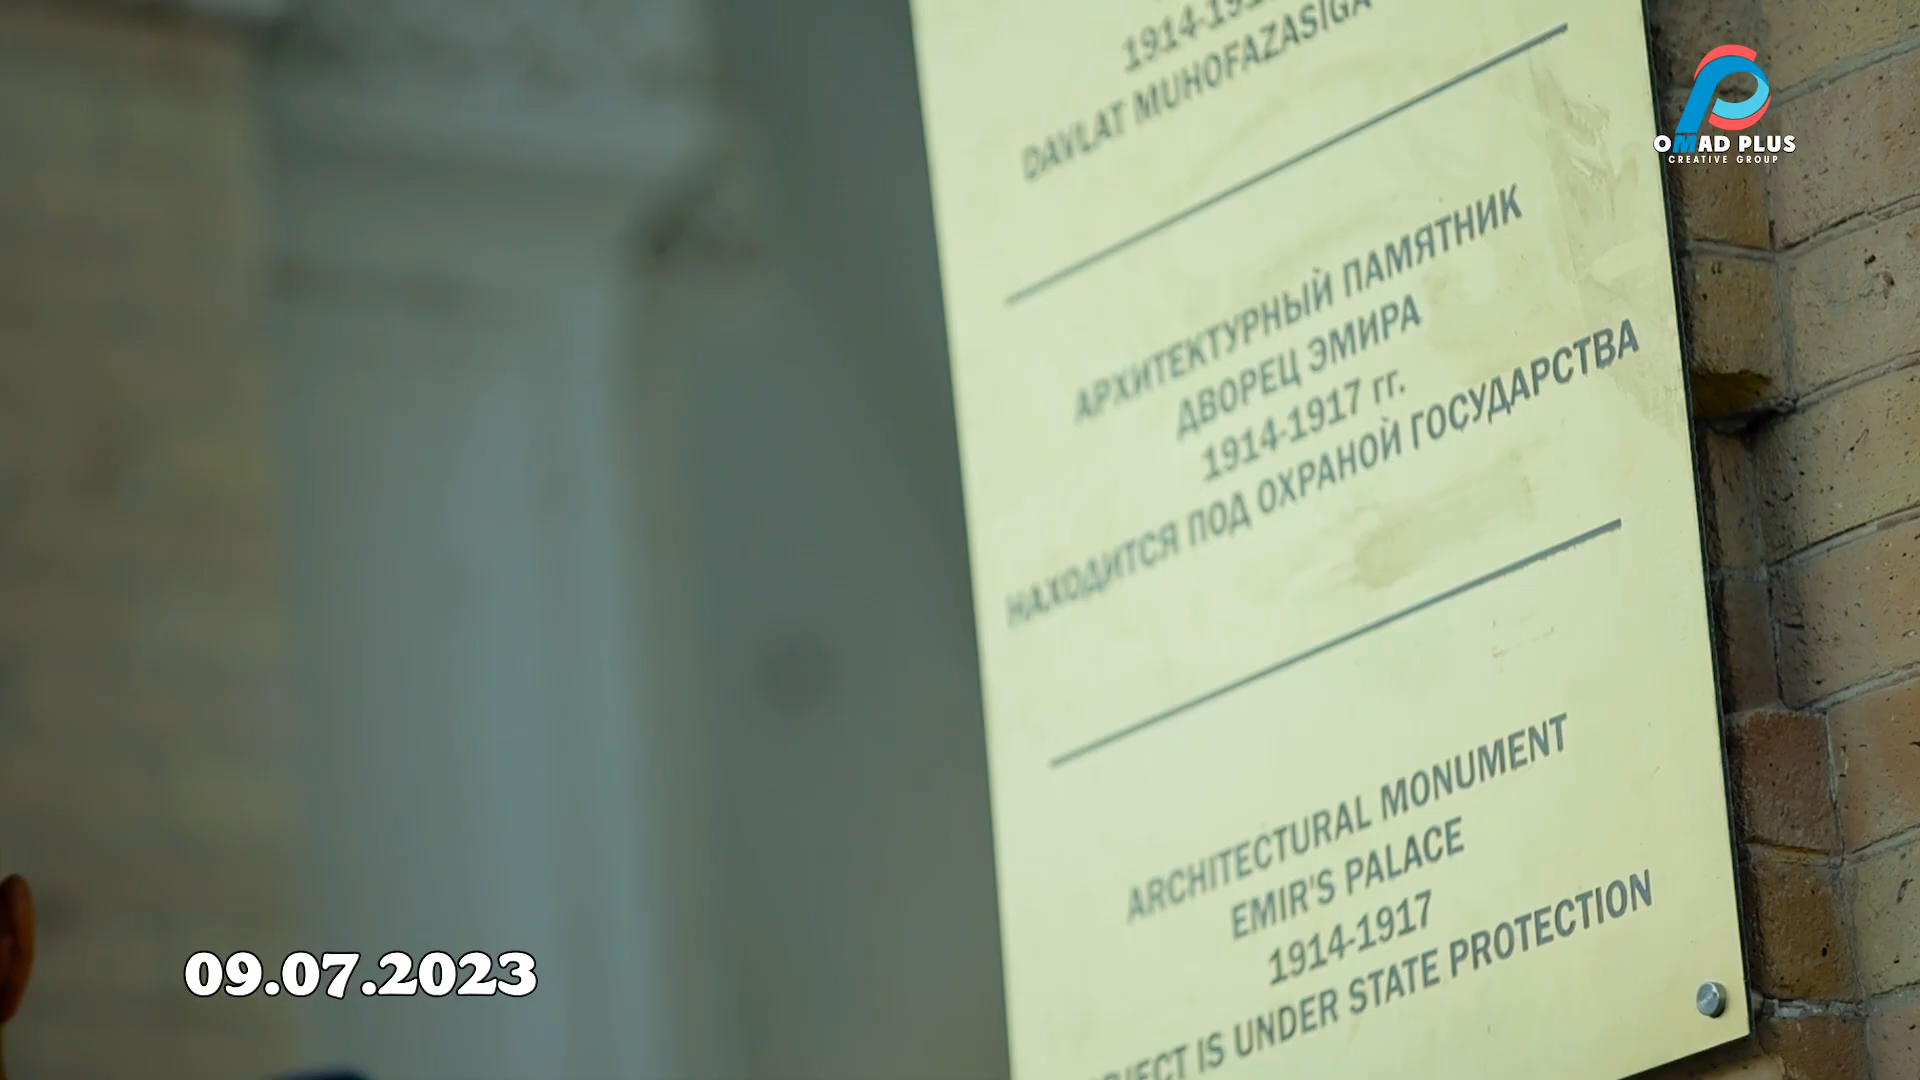 1914-191
DAVLAT MUHOFAZASIGA
АРХИТЕКТУРНЫЙ ПАМЯТНИК
ДВОРЕЦ ЭМИРА
1914-1917 гг.
НАХОДИТСЯ ПОД ОХРАНОЙ ГОСУДАРСТВА
ARCHITECTURAL MONUMENT
EMIR'S PALACE
1914-1917
IS UNDER STATE PROTECTION
OMAD PLUS
CREATIVE GROUP
09.07.2023